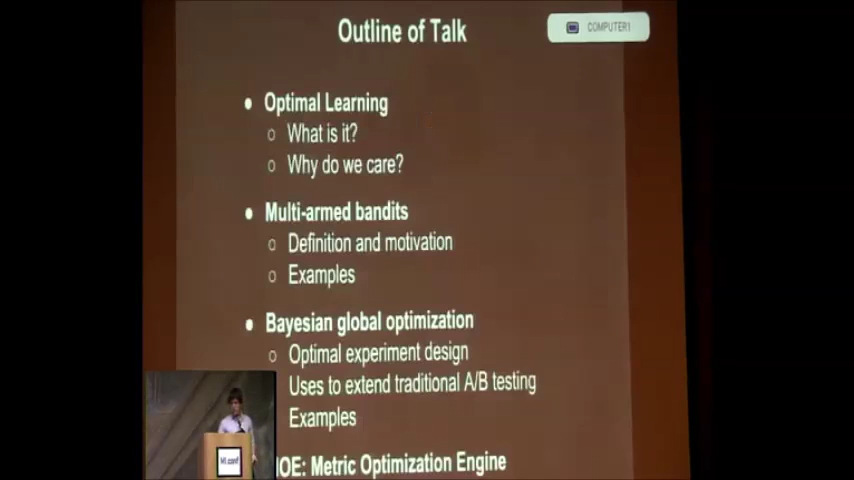 Outline of Talk
COMPUTER1
● Optimal Learning
○ What is it?
○ Why do we care?
● Multi-armed bandits
○ Definition and motivation
○ Examples
● Bayesian global optimization
○ Optimal experiment design
Uses to extend traditional A/B testing
Examples
OE: Metric Optimization Engine